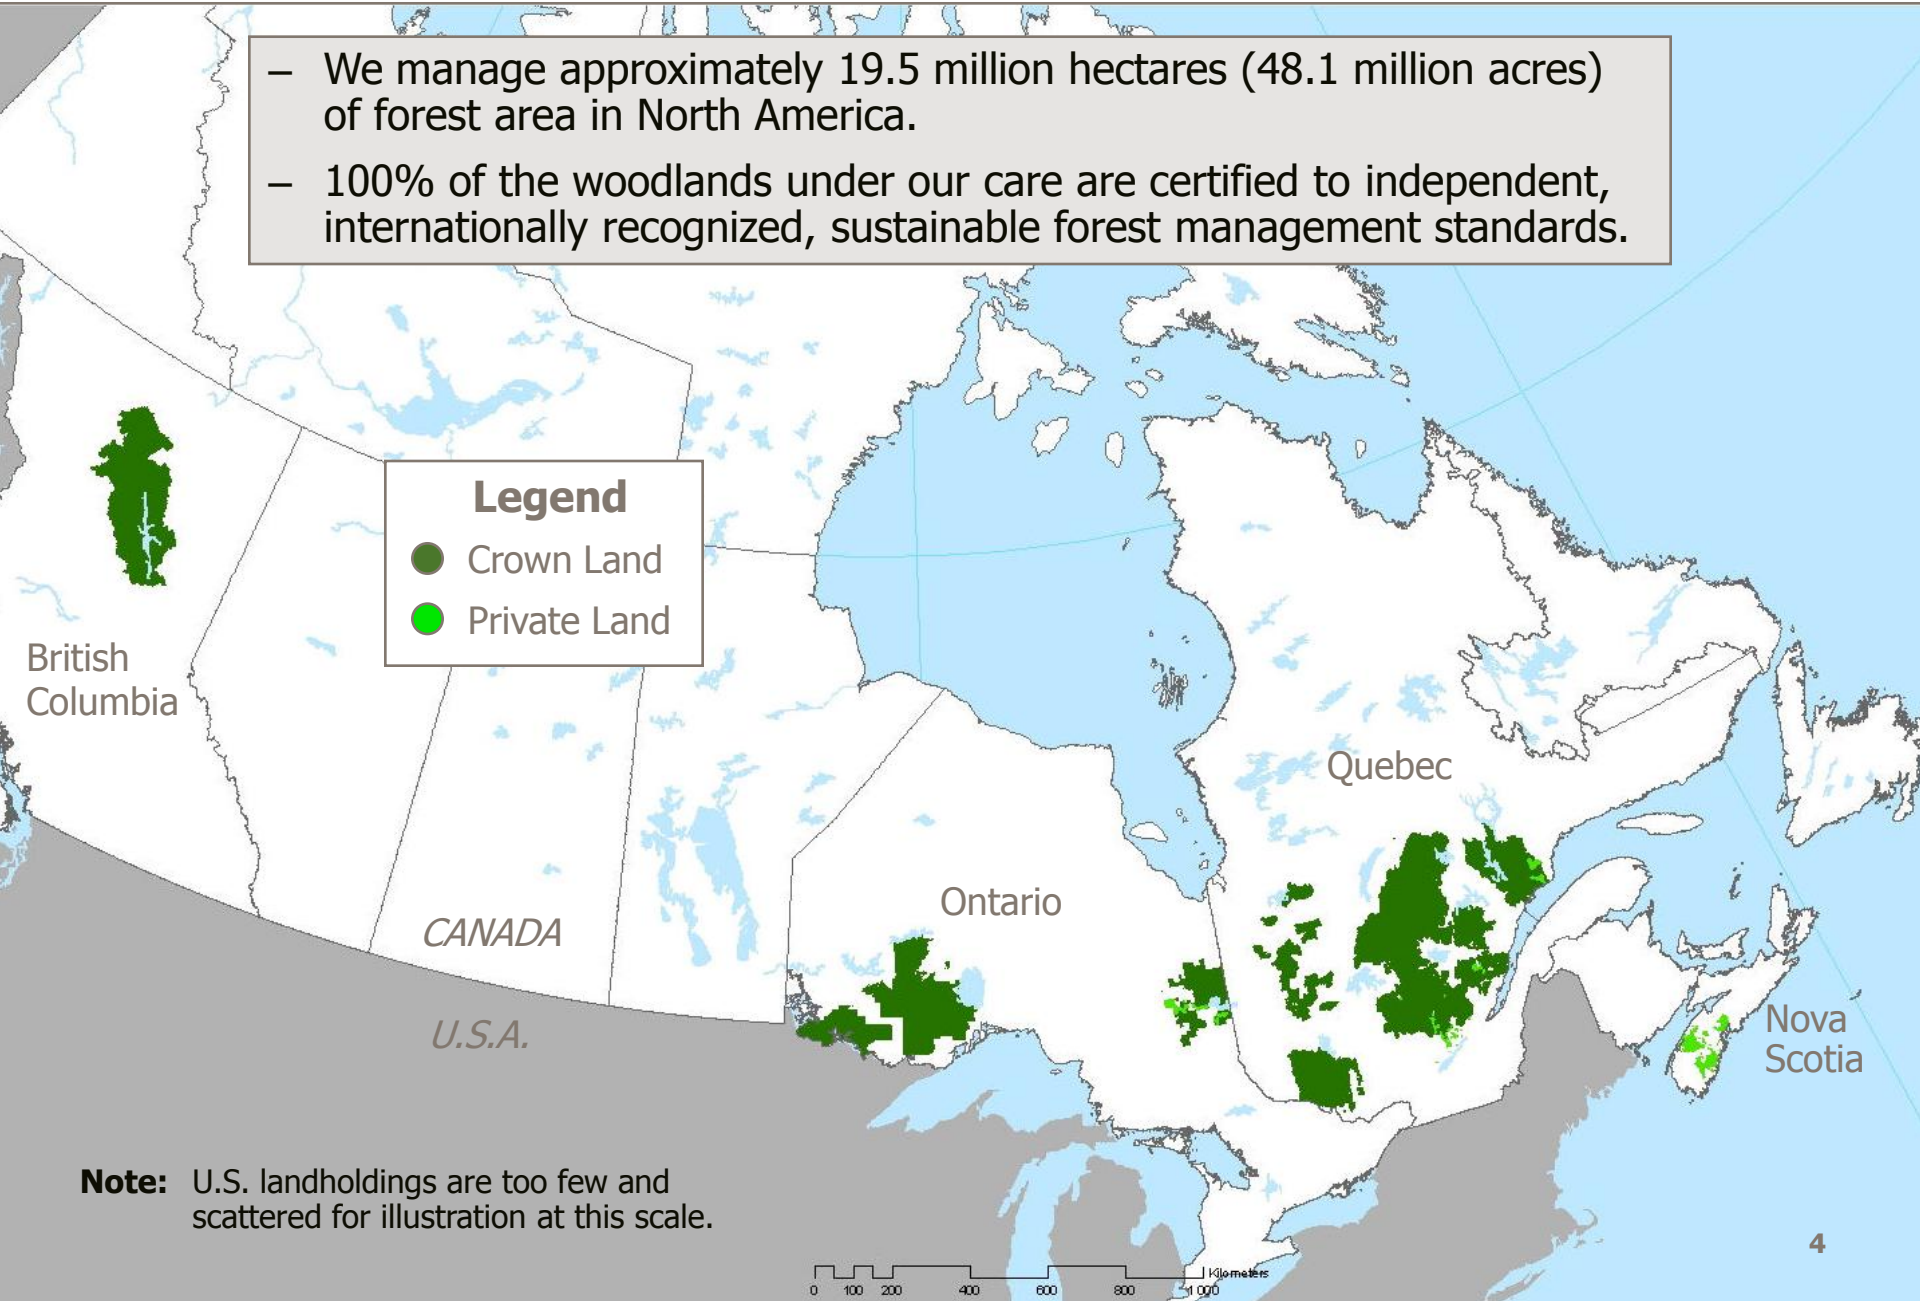 – We manage approximately 19.5 million hectares (48.1 million acres)
of forest area in North America.
– 100% of the woodlands under our care are certified to independent,
internationally recognized, sustainable forest management standards.
Legend
Crown Land
Private Land
British
Columbia
Quebec
Ontario
CANADA
U.S.A.
Nova
Scotia
Note: U.S. landholdings are too few and
scattered for illustration at this scale.
4
Kilometers
0 100 200 400 600 800 1 000